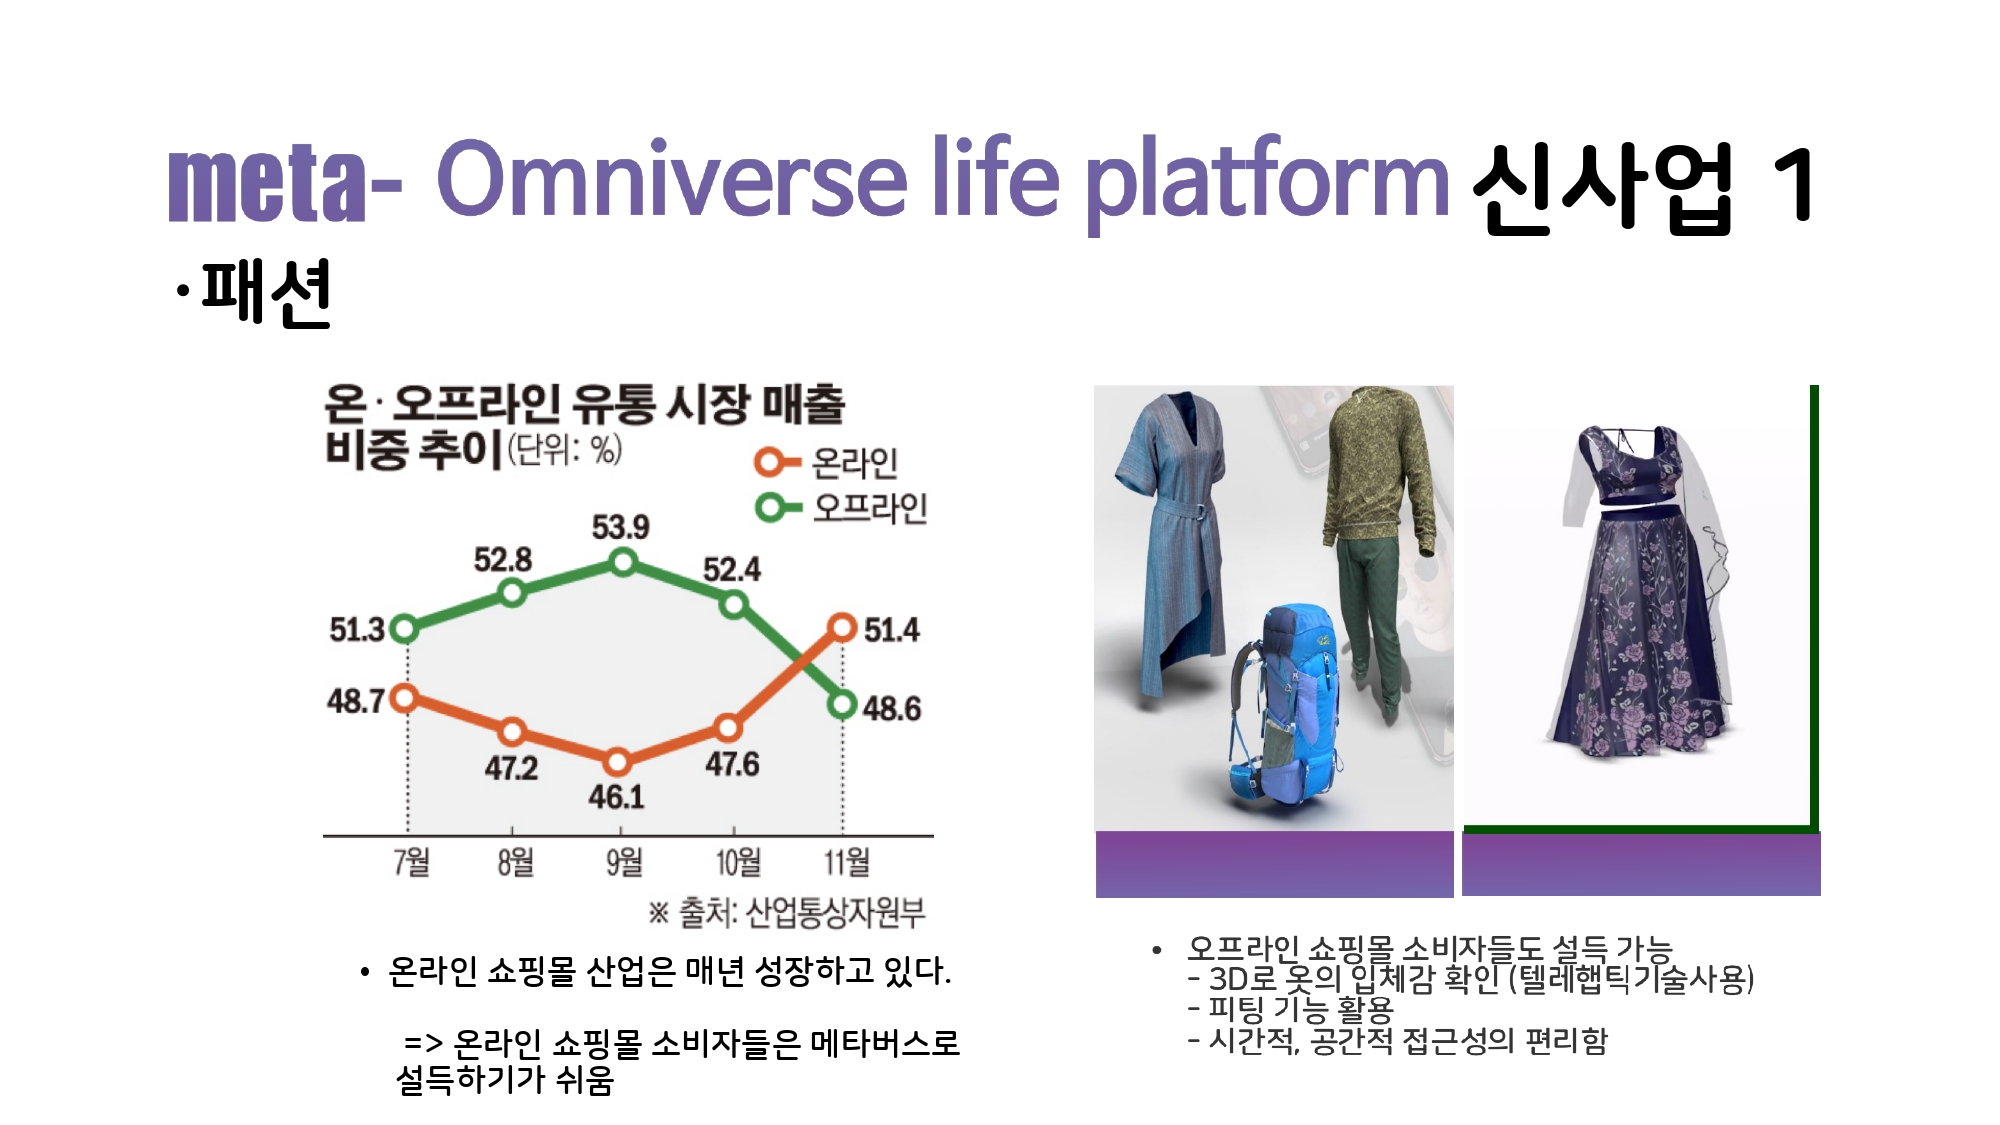 meta- Omniverse life platform 신사업 1
·패션
온·오프라인 유통 시장 매출
비중 추이(단위: %)
온라인
오프라인
53.9
52.8
52.4
51.3
51.4
48.7
48.6
47.2
47.6
46.1
7월 8월 9월 10월 11월
※ 출처: 산업통상자원부
• 온라인 쇼핑몰 산업은 매년 성장하고 있다.
=> 온라인 쇼핑몰 소비자들은 메타버스로
설득하기가 쉬움
• 오프라인 쇼핑몰 소비자들도 설득 가능
- 3D로 옷의 입체감 확인 (텔레햅틱기술사용)
- 피팅 기능 활용
- 시간적, 공간적 접근성의 편리함